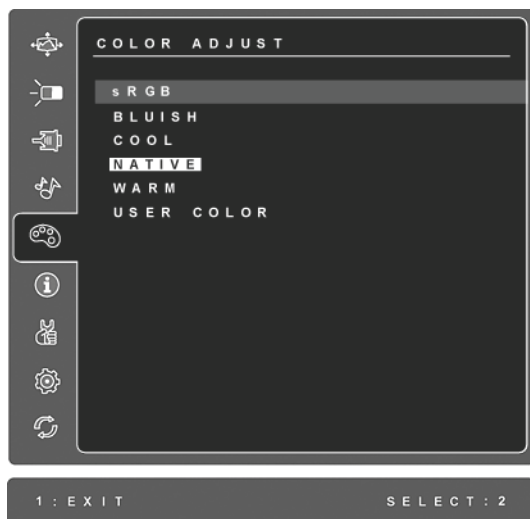 COLOR ADJUST
sRGB
BLUISH
COOL
NATIVE
WARM
USER COLOR
1:EXIT SELECT:2